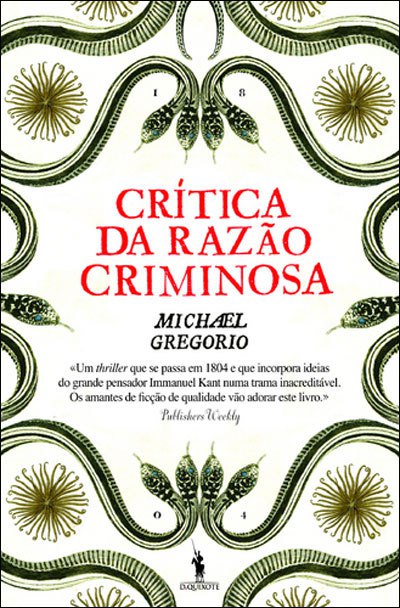 1 8
CRÍTICA
DA RAZÃO
CRIMINOSA
MICHAEL
GREGORIO
«Um thriller que se passa em 1804 e que incorpora ideias
do grande pensador Immanuel Kant numa trama inacreditável.
Os amantes de ficção de qualidade vão adorar este livro.»
Publishers Weekly
0 4
D.QUIXOTE